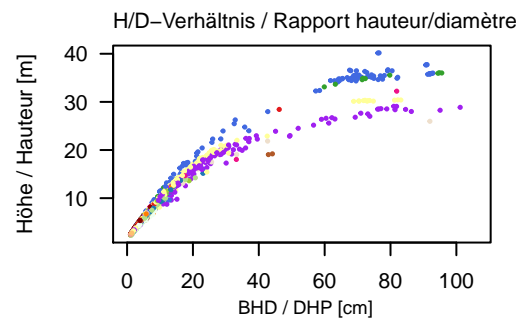 H/D−Verhältnis / Rapport hauteur/diamètre
Höhe / Hauteur [m]
40
30
20
10
0 20 40 60 80 100
BHD / DHP [cm]